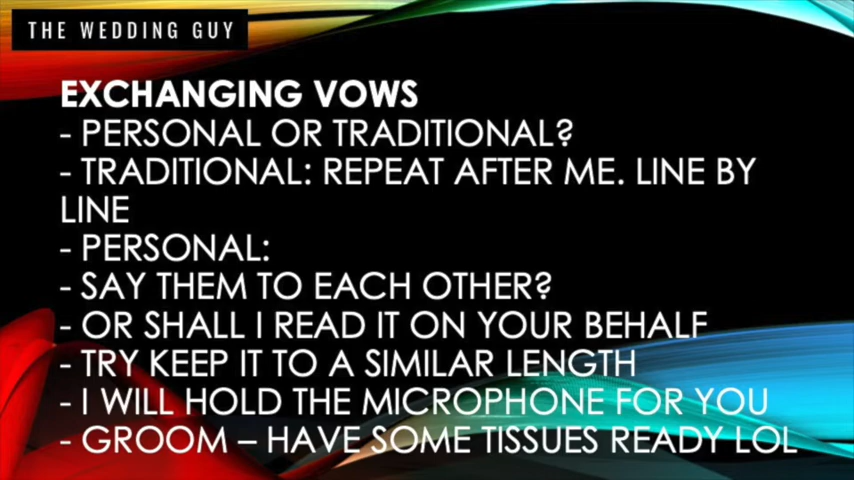 THE WEDDING GUY
EXCHANGING VOWS
- PERSONAL OR TRADITIONAL?
- TRADITIONAL: REPEAT AFTER ME. LINE BY
LINE
- PERSONAL:
- SAY THEM TO EACH OTHER?
- OR SHALL I READ IT ON YOUR BEHALF
- TRY KEEP IT TO A SIMILAR LENGTH
- I WILL HOLD THE MICROPHONE FOR YOU
- GROOM – HAVE SOME TISSUES READY LOL